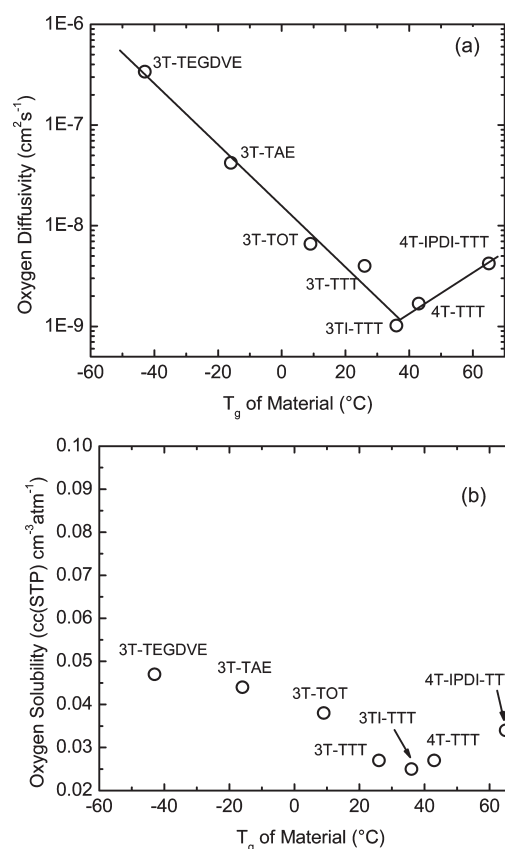 1E-6
(a)
3T-TEGDVE
1E-7
3T-TAE
1E-8
3T-TOT
4T-IPDI-TTT
3T-TTT
4T-TTT
1E-9
3TI-TTT
Oxygen Diffusivity (cm²s⁻¹)
-60 -40 -20 0 20 40 60
Tg of Material (°C)
0.10
0.09
(b)
0.08
0.07
0.06
3T-TEGDVE
0.05
3T-TAE
4T-IPDI-TT
3T-TOT
0.04
3TI-TTT
3T-TTT
4T-TTT
0.03
0.02
Oxygen Solubility (cc(STP) cm⁻³atm⁻¹)
-60 -40 -20 0 20 40 60
Tg of Material (°C)